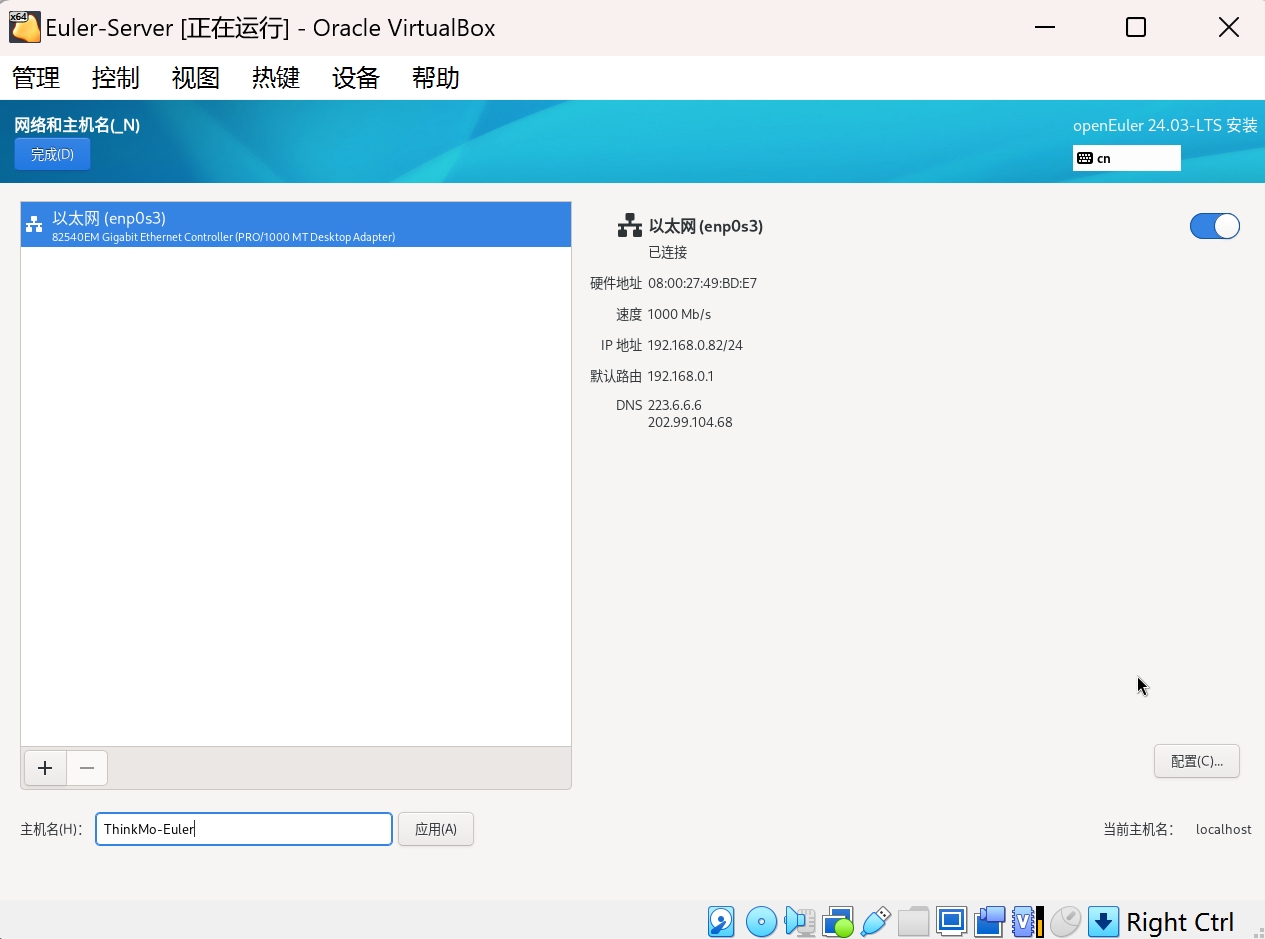 x64
Euler-Server [正在运行] - Oracle VirtualBox
管理 控制 视图 热键 设备 帮助
网络和主机名(_N)
openEuler 24.03-LTS 安装
完成(D)
cn
以太网 (enp0s3)
82540EM Gigabit Ethernet Controller (PRO/1000 MT Desktop Adapter)
以太网 (enp0s3)
已连接
硬件地址 08:00:27:49:BD:E7
速度 1000 Mb/s
IP 地址 192.168.0.82/24
默认路由 192.168.0.1
DNS 223.6.6.6
202.99.104.68
配置(C)...
主机名(H)： ThinkMo-Euler 应用(A)
当前主机名： localhost
V
Right Ctrl